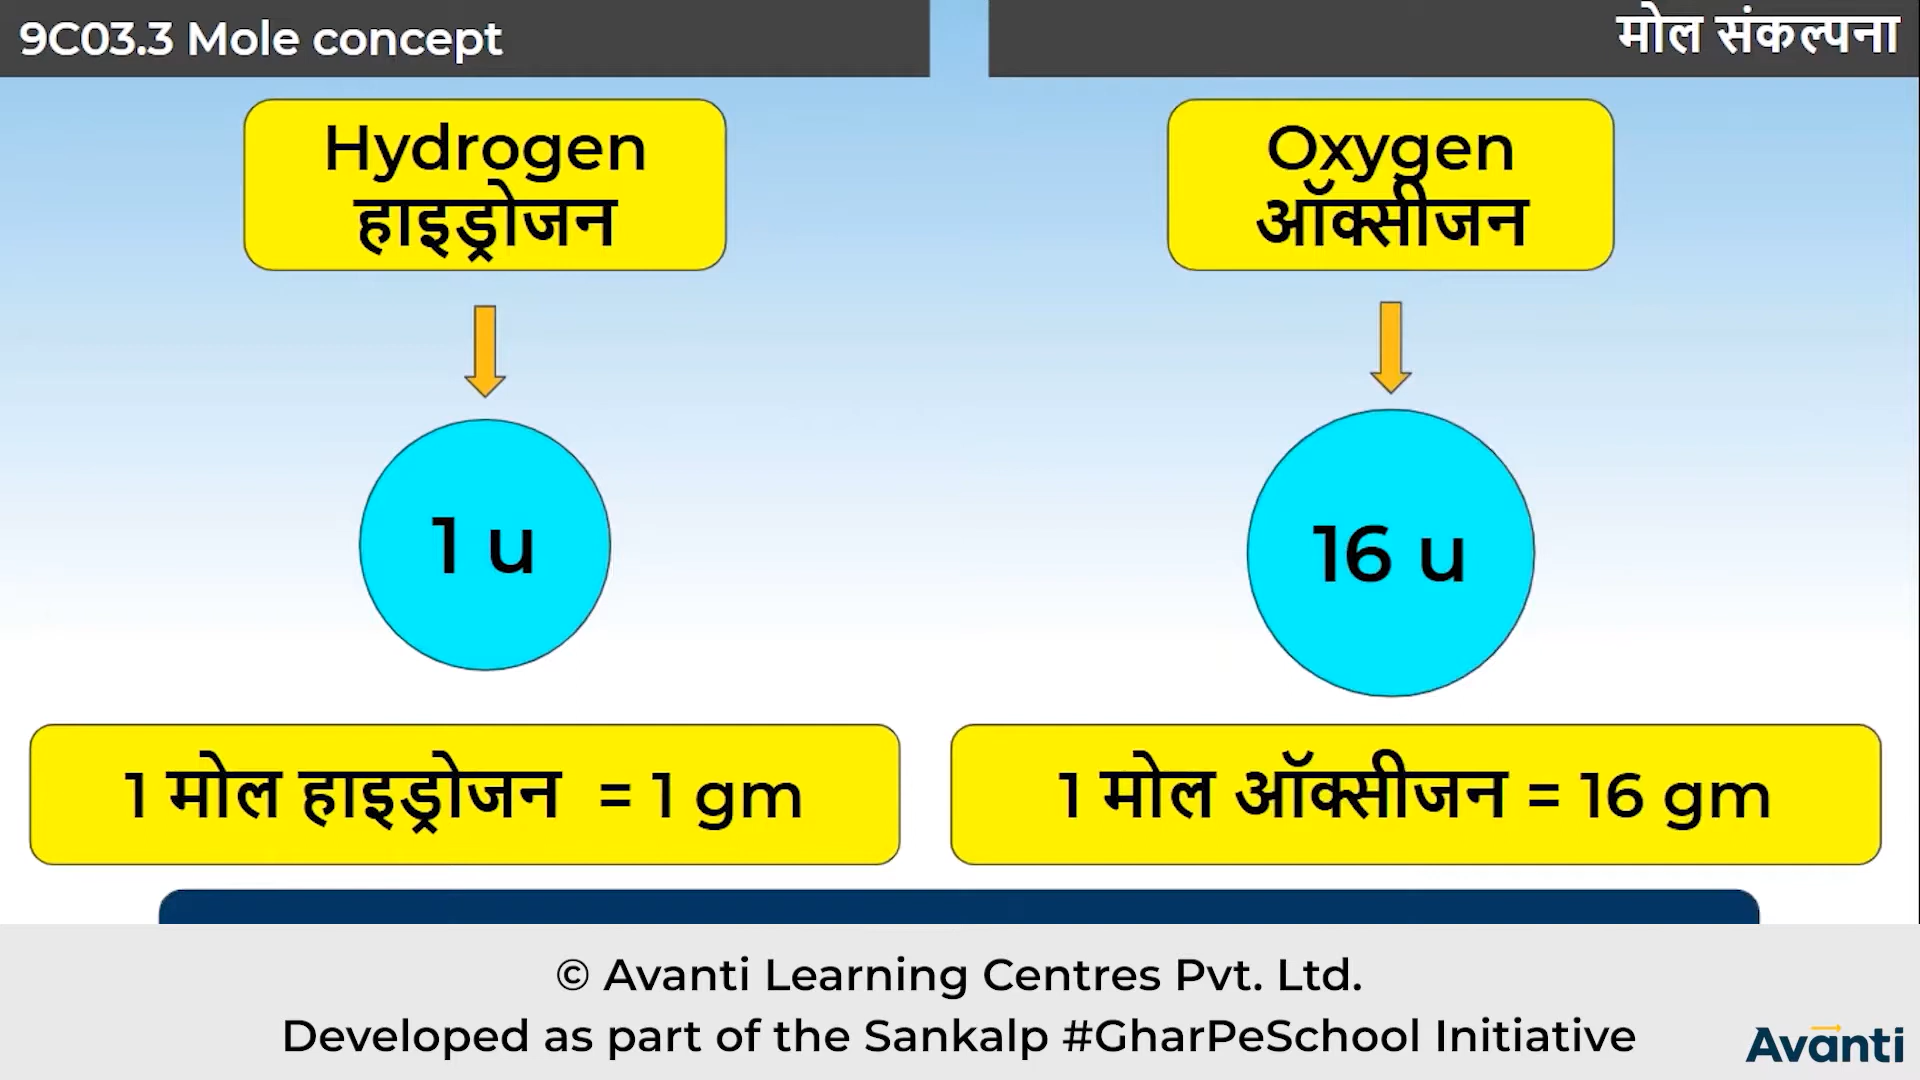 9C03.3 Mole concept
मोल संकल्पना
Hydrogen
हाइड्रोजन
Oxygen
ऑक्सीजन
1 u
16 u
1 मोल हाइड्रोजन = 1 gm
1 मोल ऑक्सीजन = 16 gm
© Avanti Learning Centres Pvt. Ltd.
Developed as part of the Sankalp #GharPeSchool Initiative
Avanti